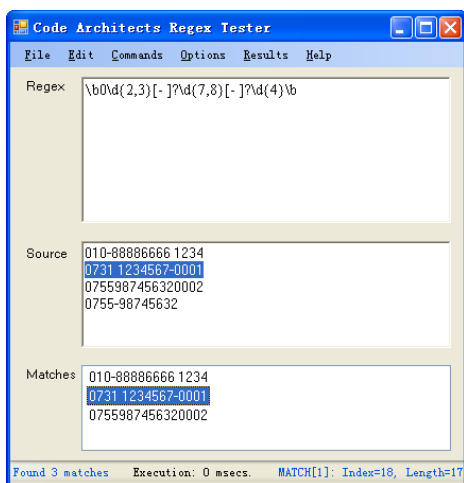 Code Architects Regex Tester
File Edit Commands Options Results Help
Regex
\b0\d{2,3}[- ]?\d{7,8}[- ]?\d{4}\b
Source
010-88886666 1234
0731 1234567-0001
0755987456320002
0755-98745632
Matches
010-88886666 1234
0731 1234567-0001
0755987456320002
Found 3 matches Execution: 0 msecs. MATCH[1]: Index=18, Length=17